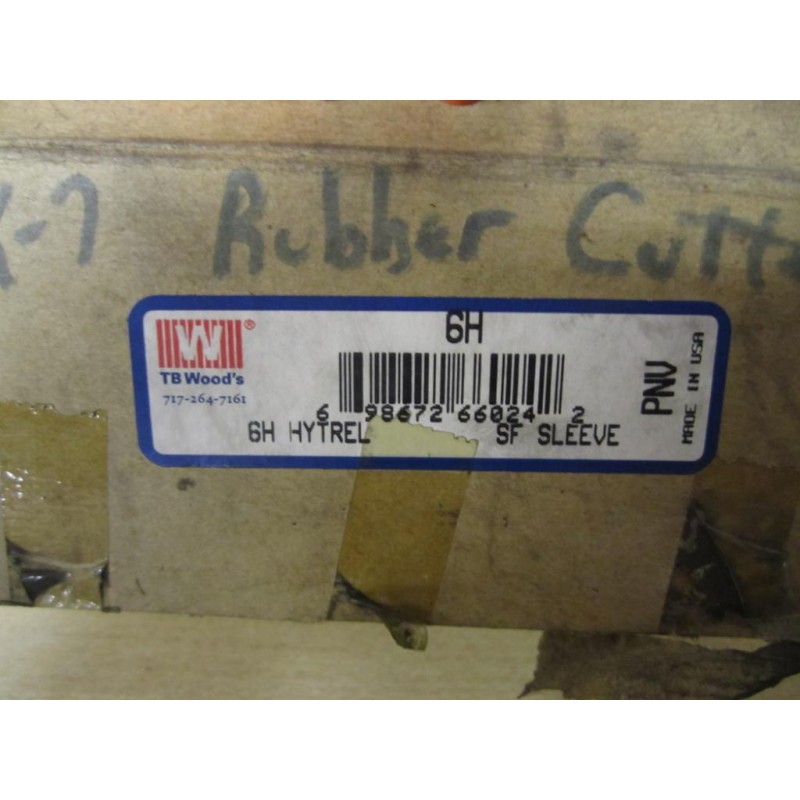 Rubber
6H
W®
TB Wood's
717-264-7161
6 98672 66024 2
6H HYTREL SF SLEEVE
PNV
MADE IN USA